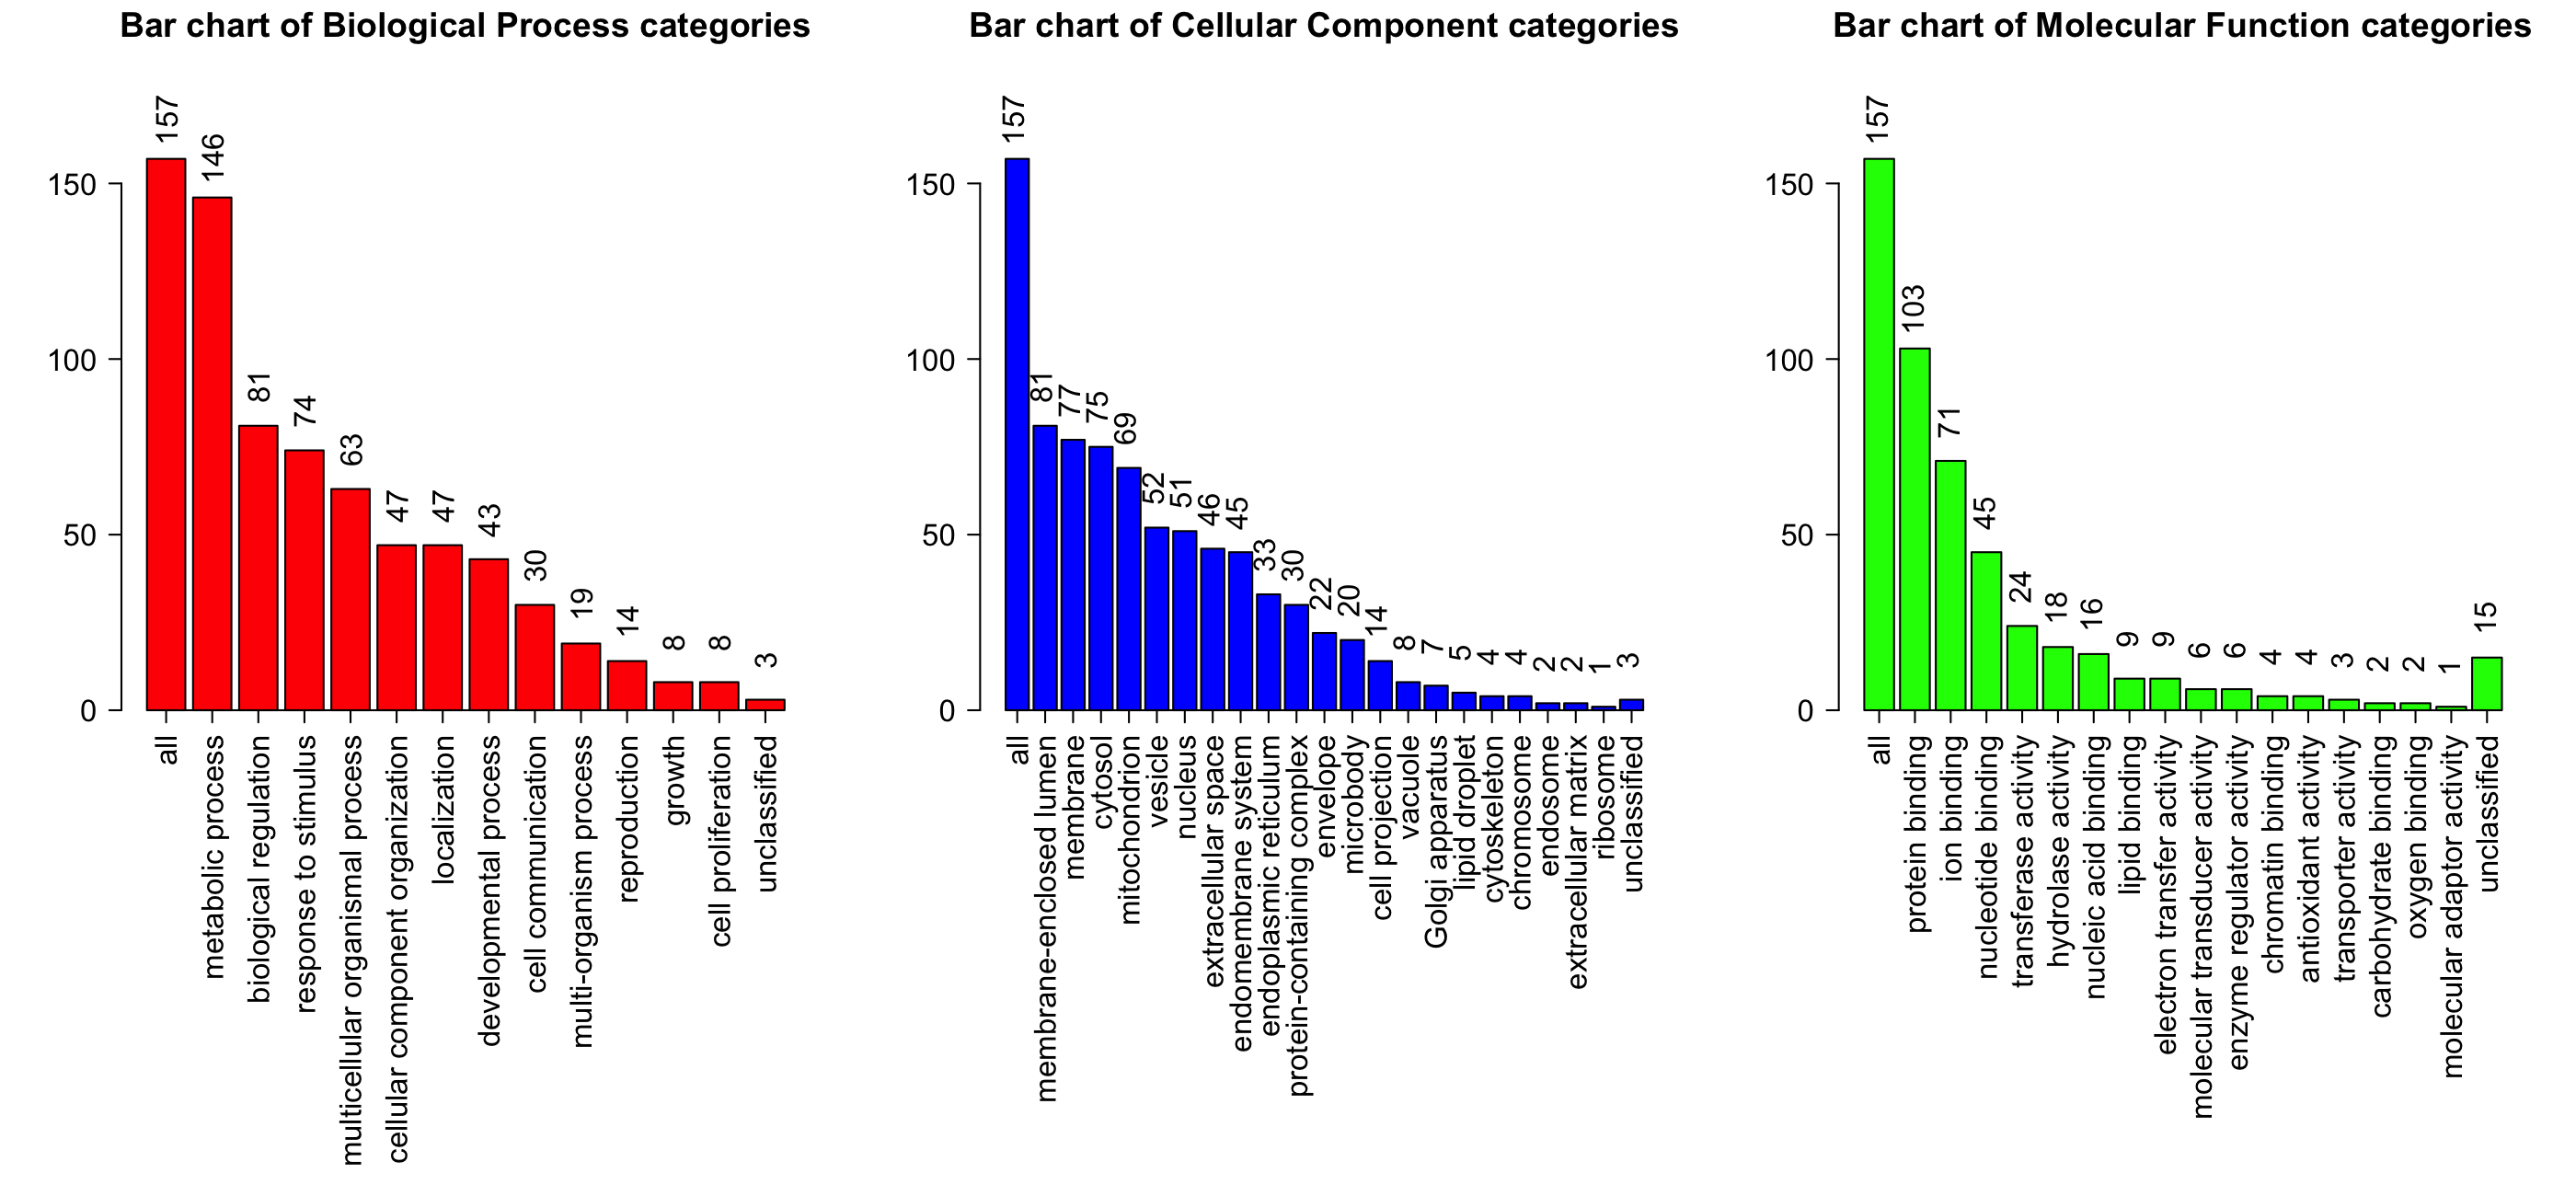 Bar chart of Biological Process categories
157
146
81
74
63
47
47
43
30
19
14
8
8
3
150
100
50
0
all
metabolic process
biological regulation
response to stimulus
multicellular organismal process
cellular component organization
localization
developmental process
cell communication
multi-organism process
reproduction
growth
cell proliferation
unclassified
Bar chart of Cellular Component categories
157
81
77
75
69
52
51
46
45
33
30
22
20
14
8
7
5
4
4
2
2
1
3
150
100
50
0
all
membrane-enclosed lumen
membrane
cytosol
mitochondrion
vesicle
nucleus
extracellular space
endomembrane system
endoplasmic reticulum
protein-containing complex
envelope
microbody
cell projection
vacuole
Golgi apparatus
lipid droplet
cytoskeleton
chromosome
endosome
extracellular matrix
ribosome
unclassified
Bar chart of Molecular Function categories
157
103
71
45
24
18
16
9
9
6
6
4
4
3
2
2
1
15
150
100
50
0
all
protein binding
ion binding
nucleotide binding
transferase activity
hydrolase activity
nucleic acid binding
lipid binding
electron transfer activity
molecular transducer activity
enzyme regulator activity
chromatin binding
antioxidant activity
transporter activity
carbohydrate binding
oxygen binding
molecular adaptor activity
unclassified